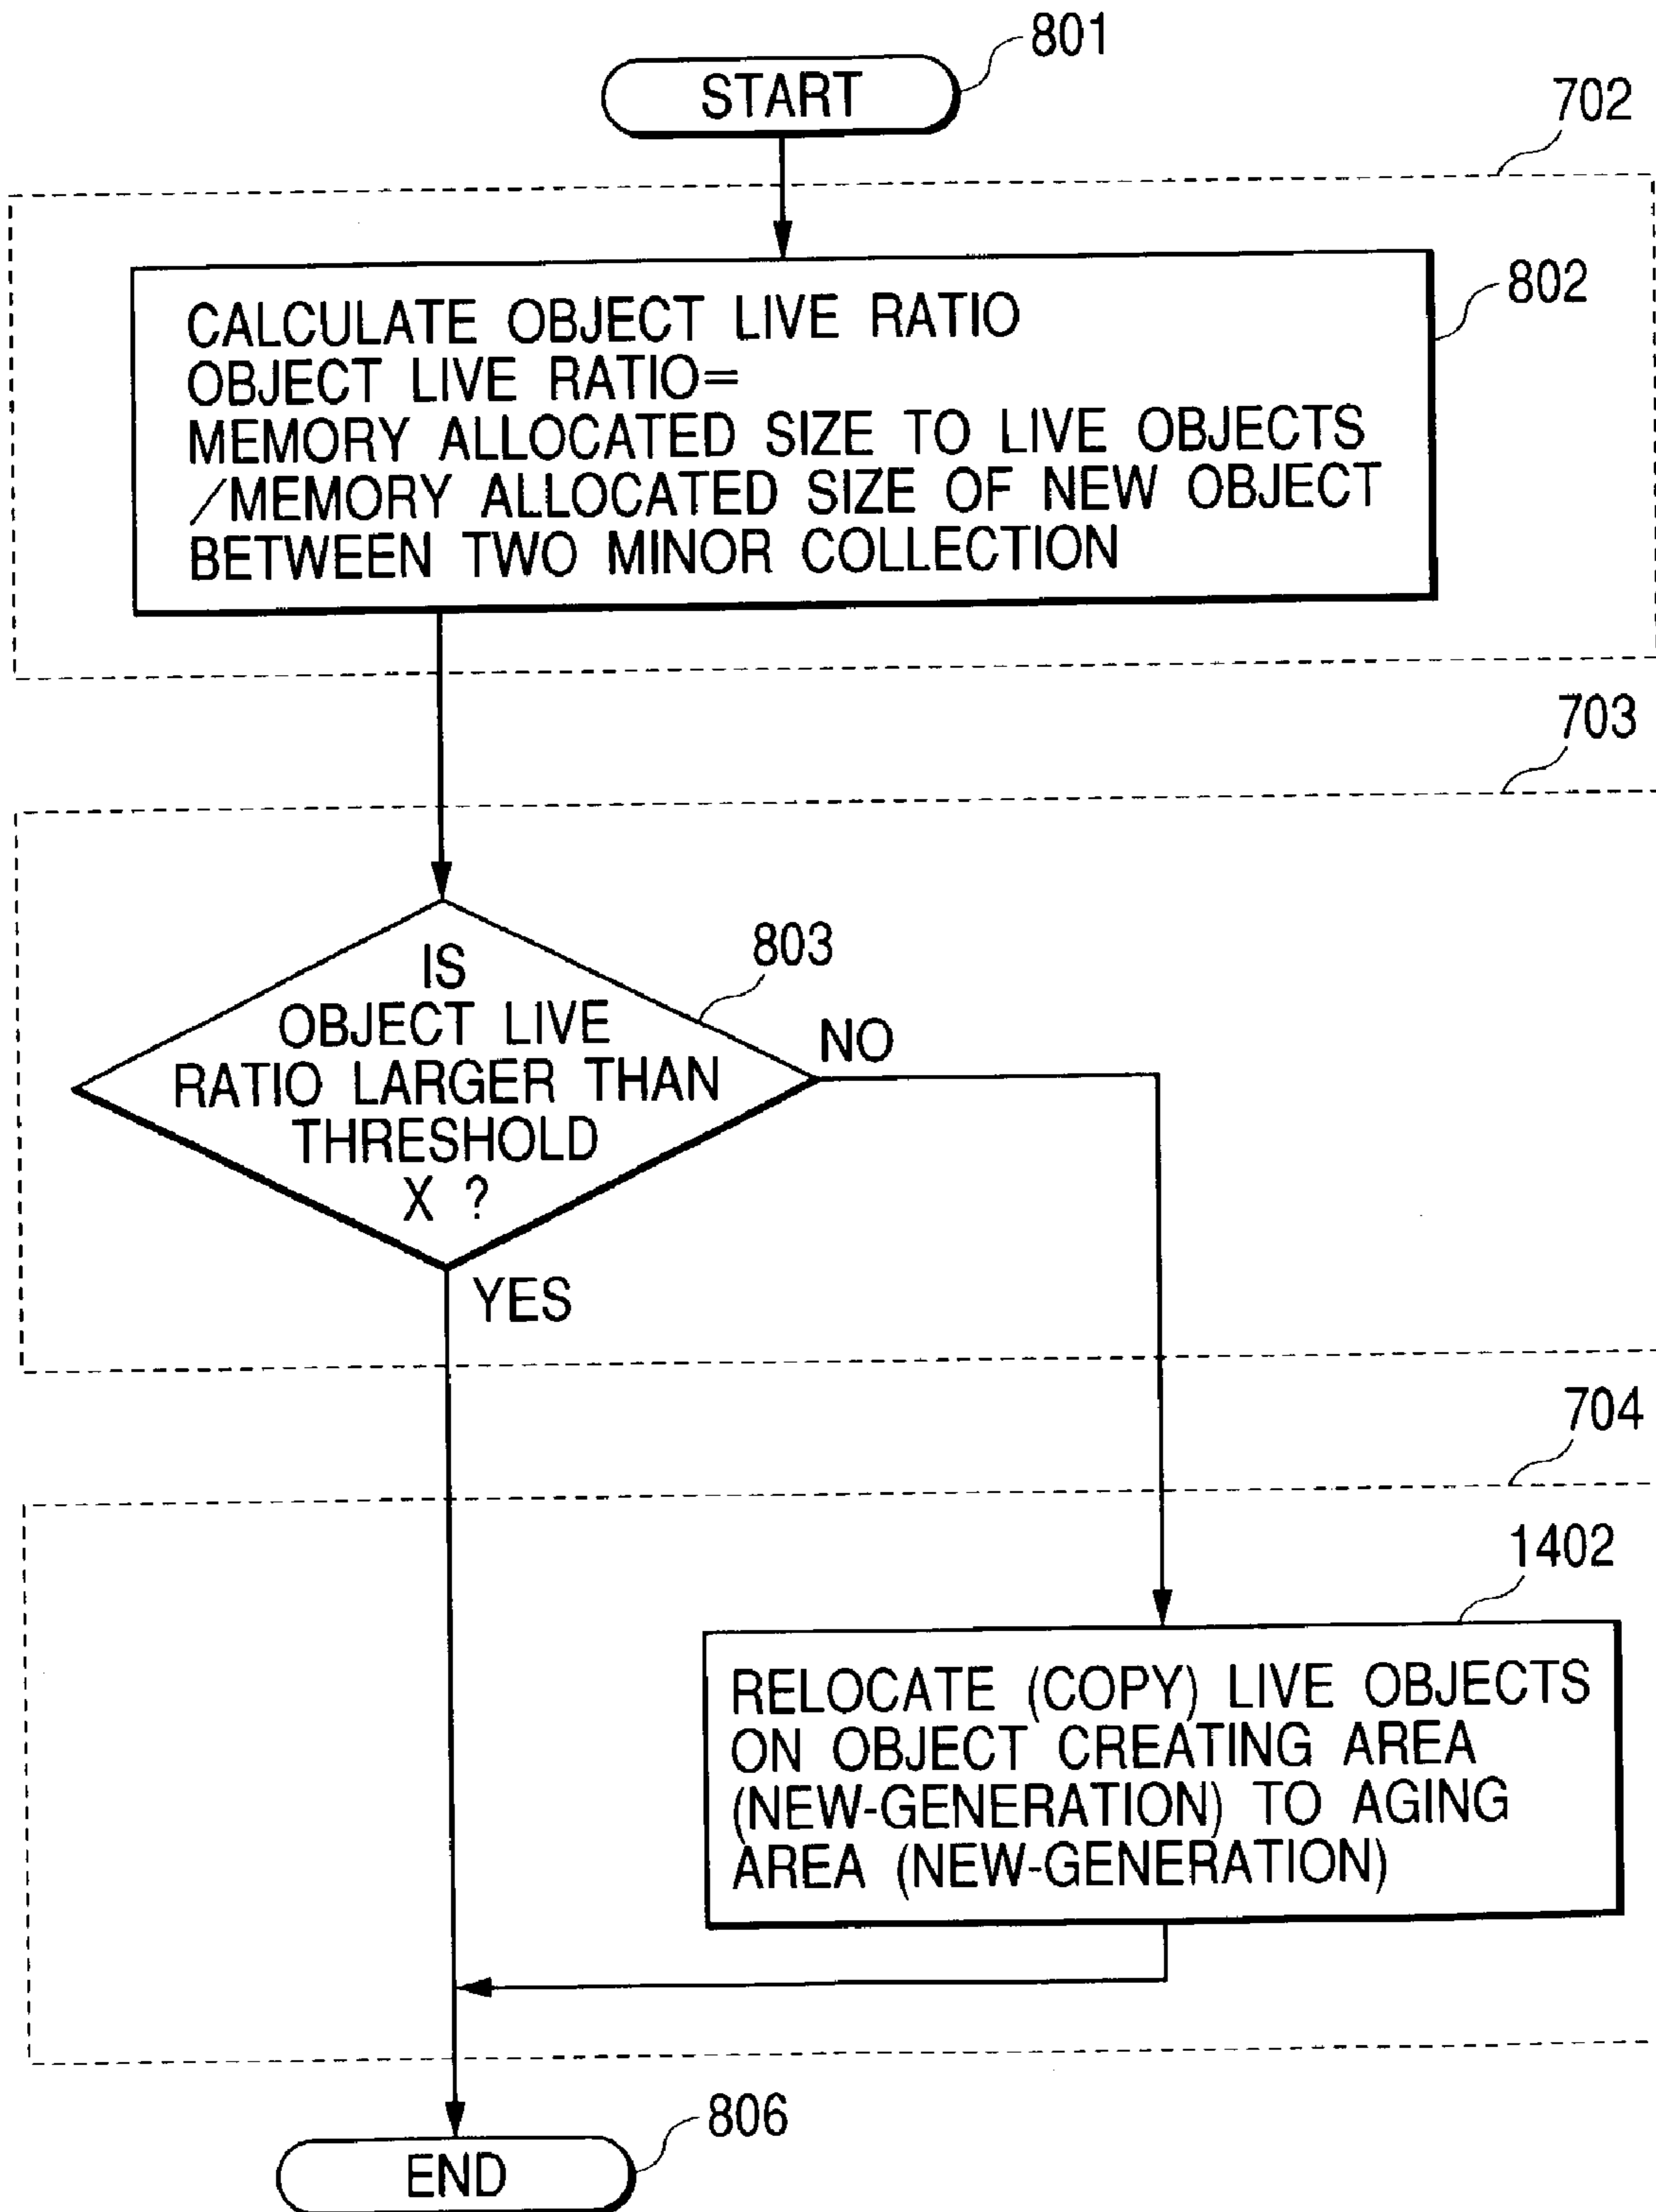 801
START
702
802
CALCULATE OBJECT LIVE RATIO
OBJECT LIVE RATIO=
MEMORY ALLOCATED SIZE TO LIVE OBJECTS
/MEMORY ALLOCATED SIZE OF NEW OBJECT
BETWEEN TWO MINOR COLLECTION
703
803
IS
OBJECT LIVE
RATIO LARGER THAN
THRESHOLD
X ?
NO
YES
704
1402
RELOCATE (COPY) LIVE OBJECTS
ON OBJECT CREATING AREA
(NEW-GENERATION) TO AGING
AREA (NEW-GENERATION)
806
END